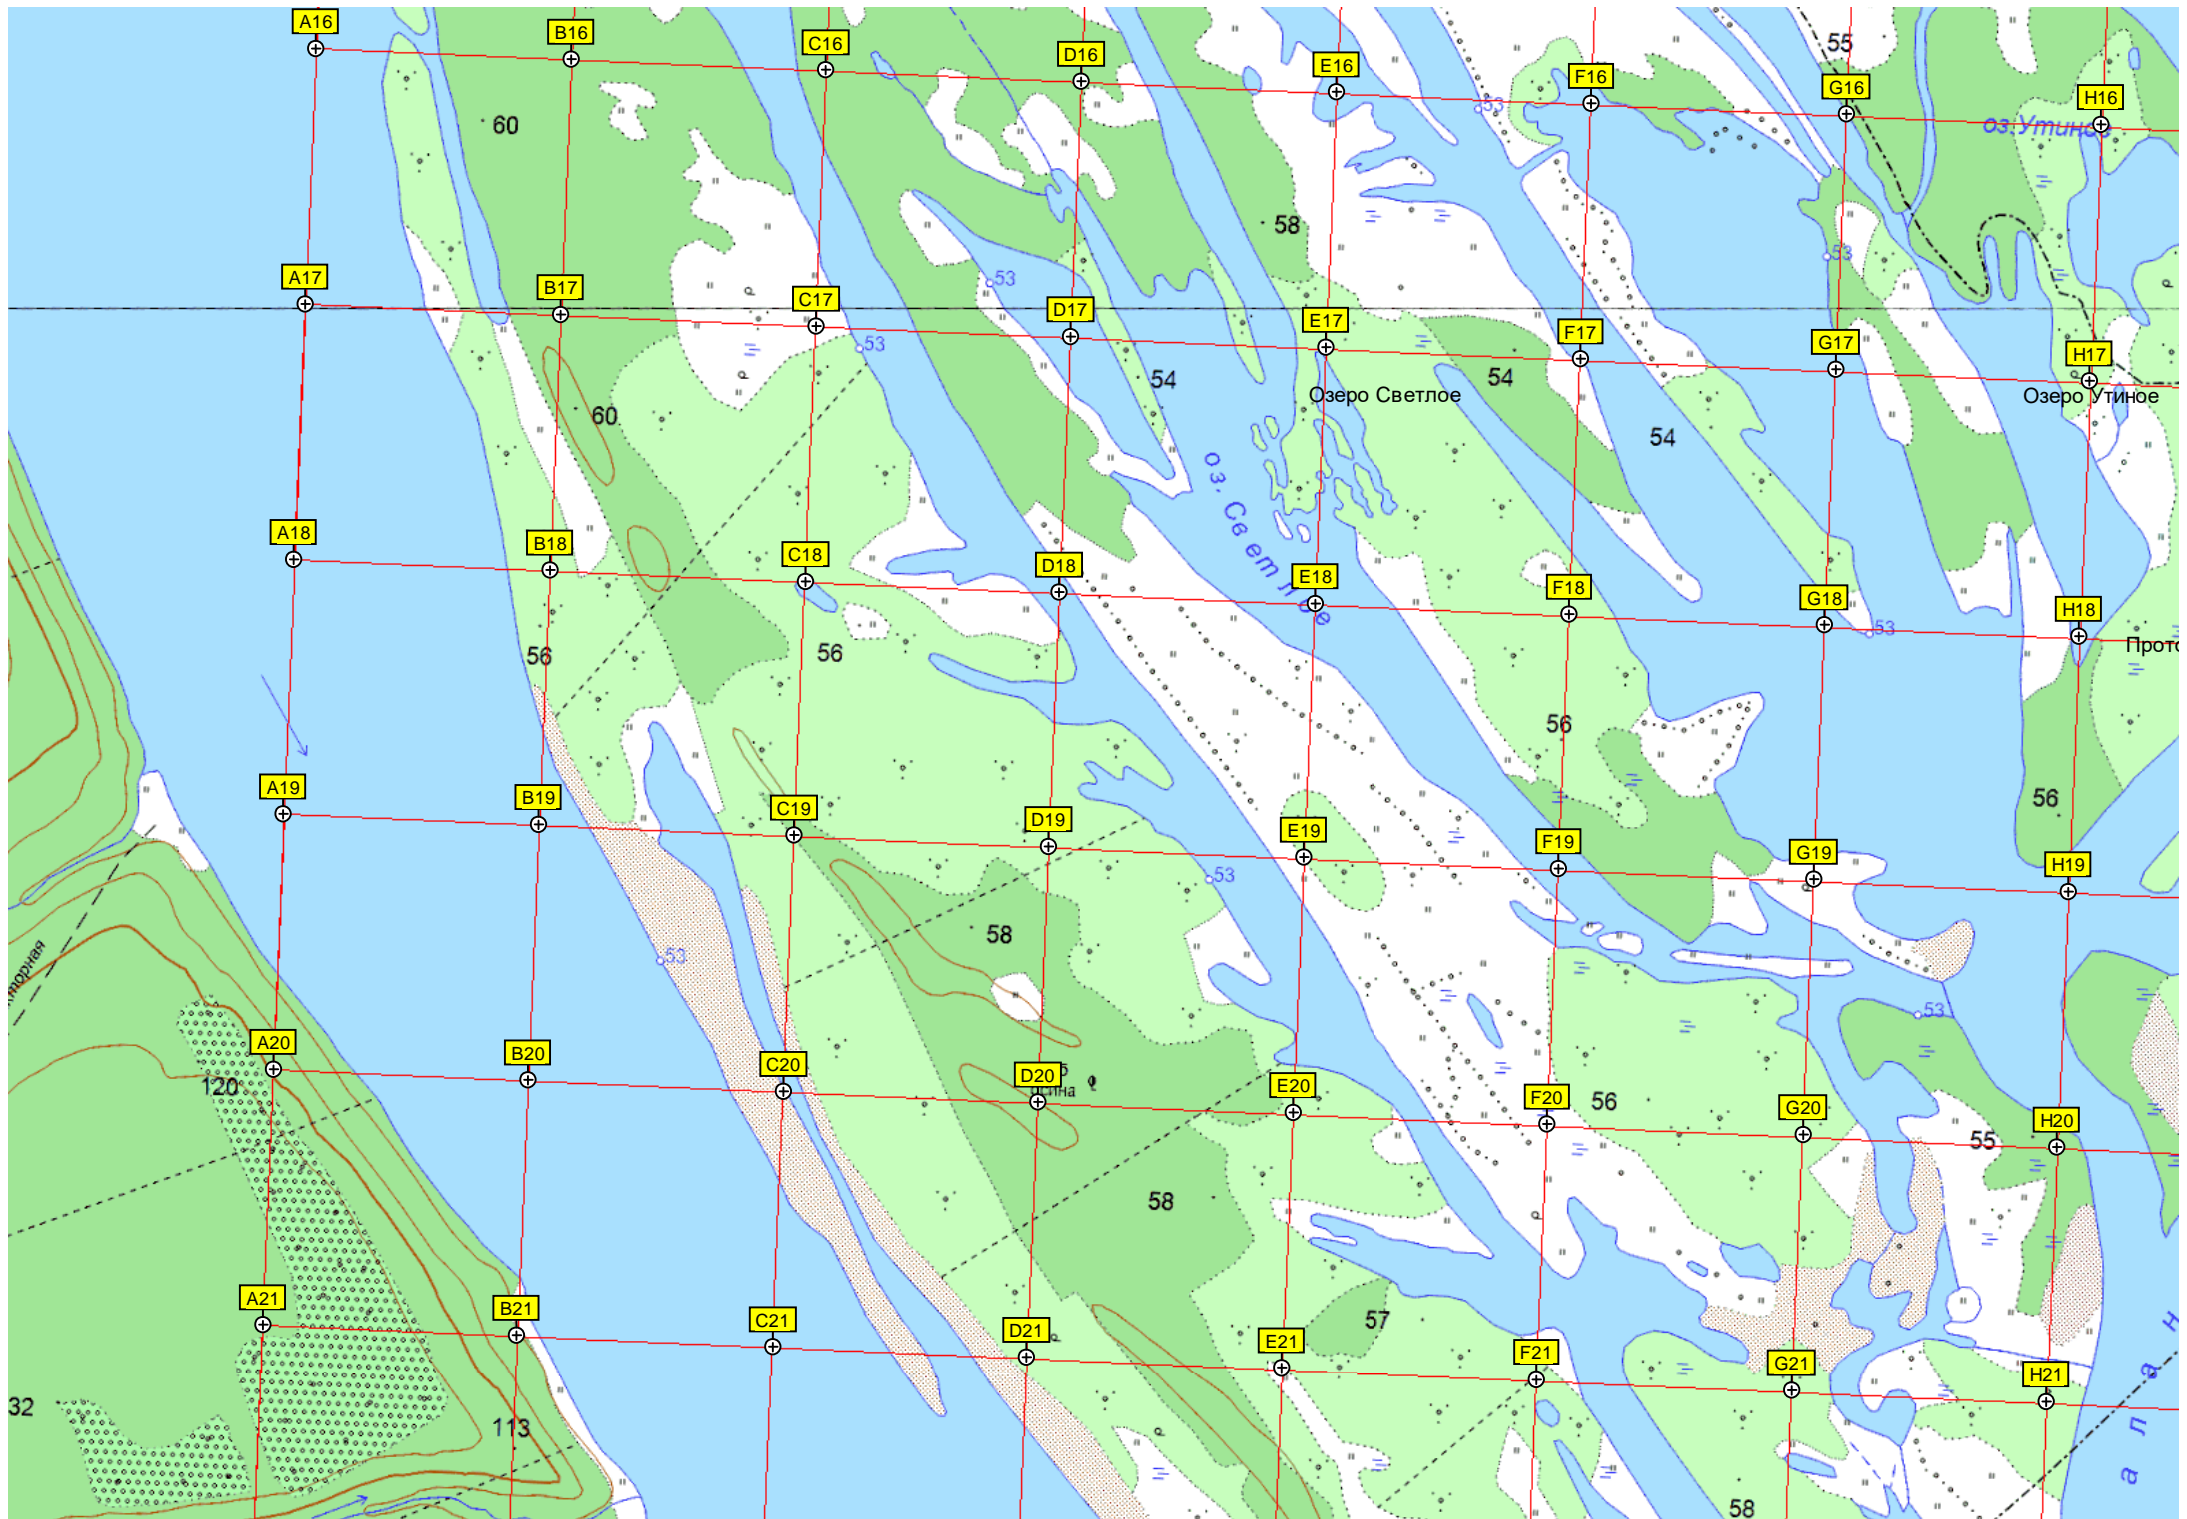 A16
B16
C16
D16
E16
F16
55
G16
H16
60
53
оз.Утиное
58
53
53
A17
B17
C17
D17
E17
F17
G17
H17
53
54
54
Озеро Светлое
Озеро Утиное
60
54
оз. Светлое
A18
B18
C18
D18
E18
F18
G18
H18
53
56
56
Прото
56
A19
B19
C19
D19
E19
F19
G19
H19
56
53
58
53
53
A20
B20
C20
D20
E20
F20
G20
H20
120
56
55
58
A21
B21
C21
D21
E21
F21
G21
H21
57
32
113
58